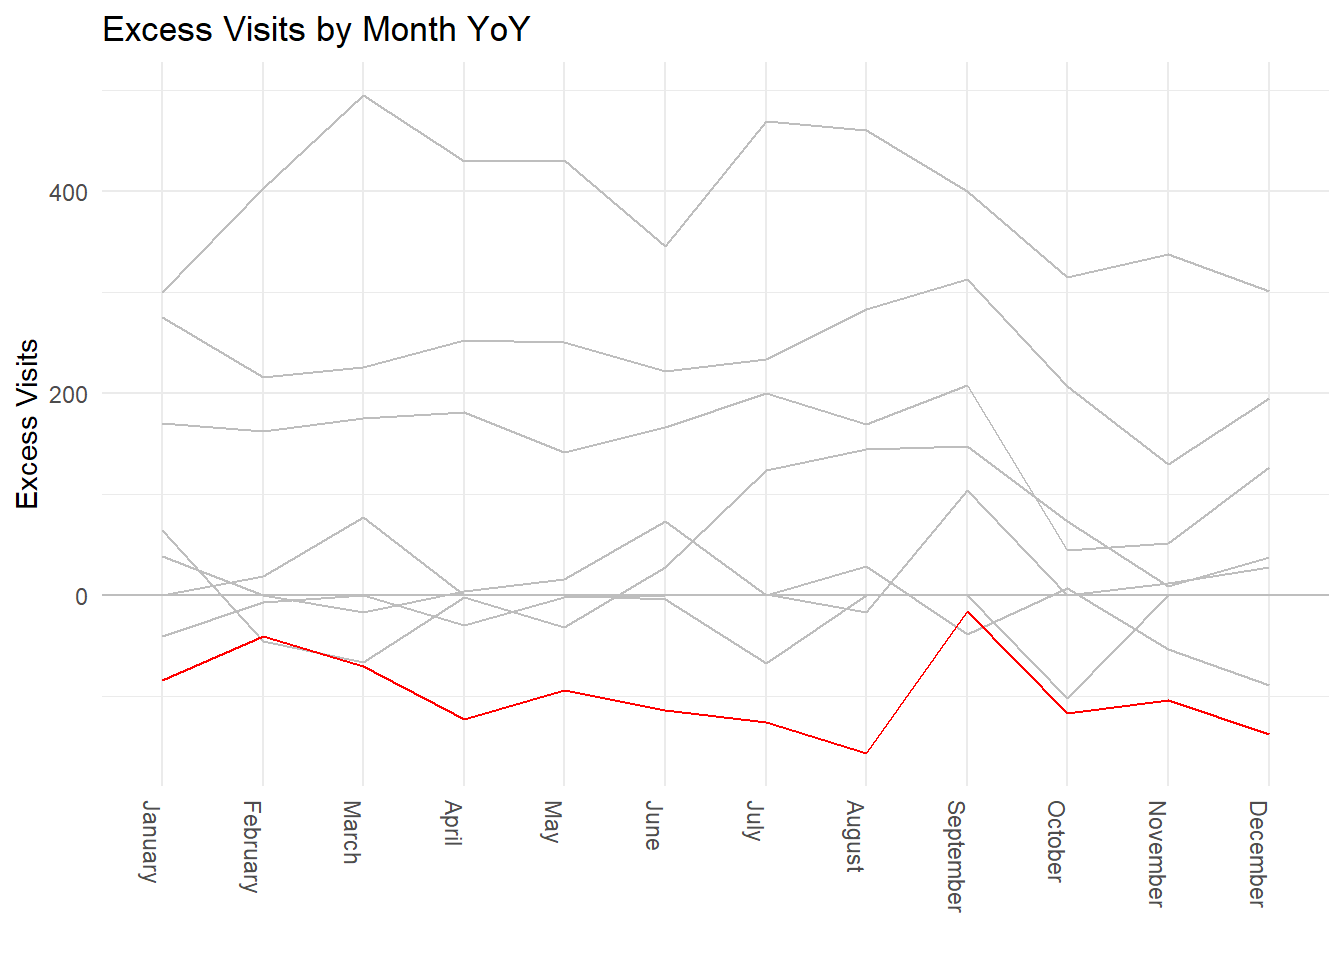 Excess Visits by Month YoY
Excess Visits
400
200
0
January
February
March
April
May
June
July
August
September
October
November
December